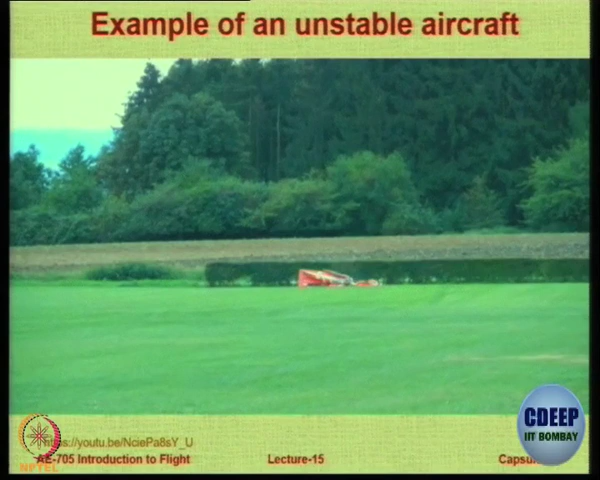 Example of an unstable aircraft
https://youtu.be/NciePa8sY_U
CDEEP
IIT BOMBAY
AE-705 Introduction to Flight
Lecture-15
NPTEL